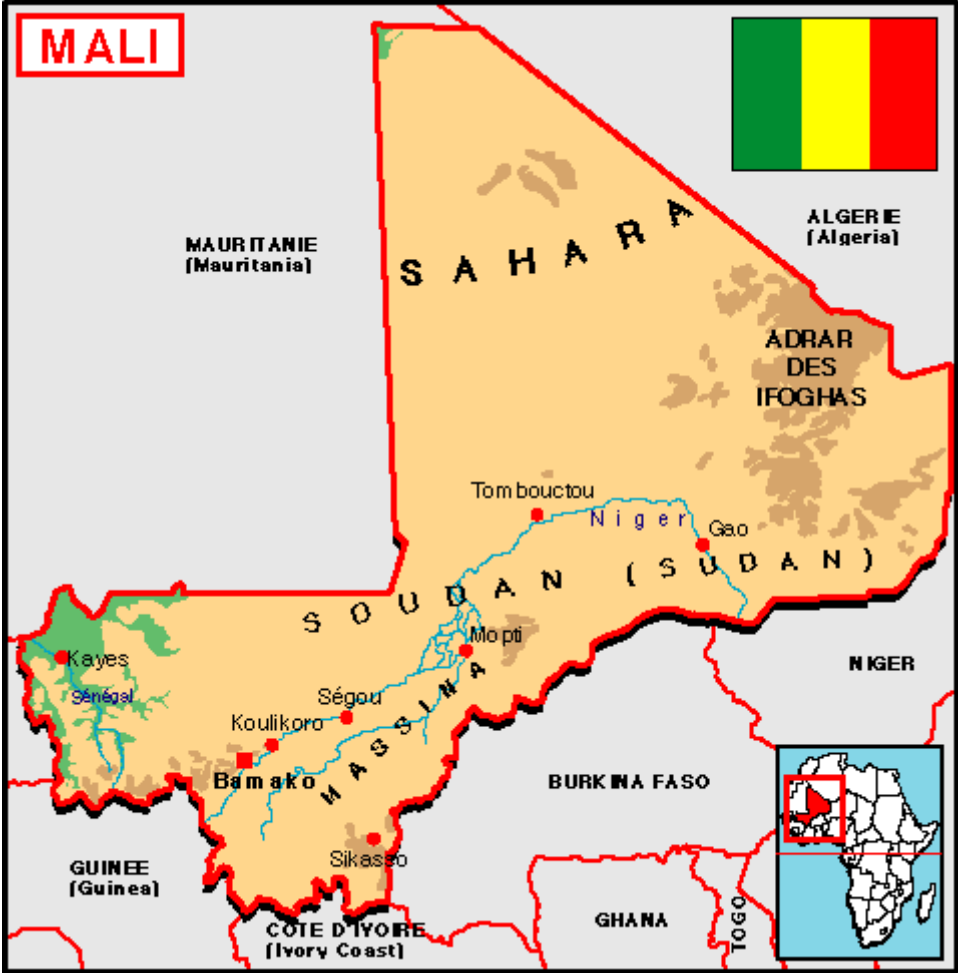 MALI
ALGERIE
(Algeria)
MAURITANIE
(Mauritania)
SAHARA
ADRAR
DES
IFOGHAS
Tombouctou
Niger
Gao
SOUDAN (SUDAN)
Mopti
Kayes
NIGER
Sénégal
Ségou
MASSINA
Koulikoro
Bamako
BURKINA FASO
Sikasso
GUINEE
(Guinea)
GHANA
TOGO
COTE D'IVOIRE
(Ivory Coast)